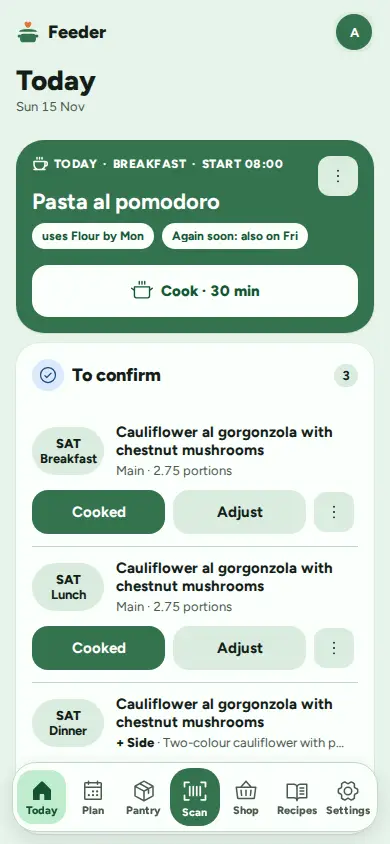 Feeder
A
Today
Sun 15 Nov
TODAY · BREAKFAST · START 08:00
Pasta al pomodoro
uses Flour by Mon
Again soon: also on Fri
Cook · 30 min
To confirm
3
SAT
Breakfast
Cauliflower al gorgonzola with
chestnut mushrooms
Main · 2.75 portions
Cooked
Adjust
SAT
Lunch
Cauliflower al gorgonzola with
chestnut mushrooms
Main · 2.75 portions
Cooked
Adjust
SAT
Dinner
Cauliflower al gorgonzola with
chestnut mushrooms
+ Side · Two-colour cauliflower with p...
Today
Plan
Pantry
Scan
Shop
Recipes
Settings